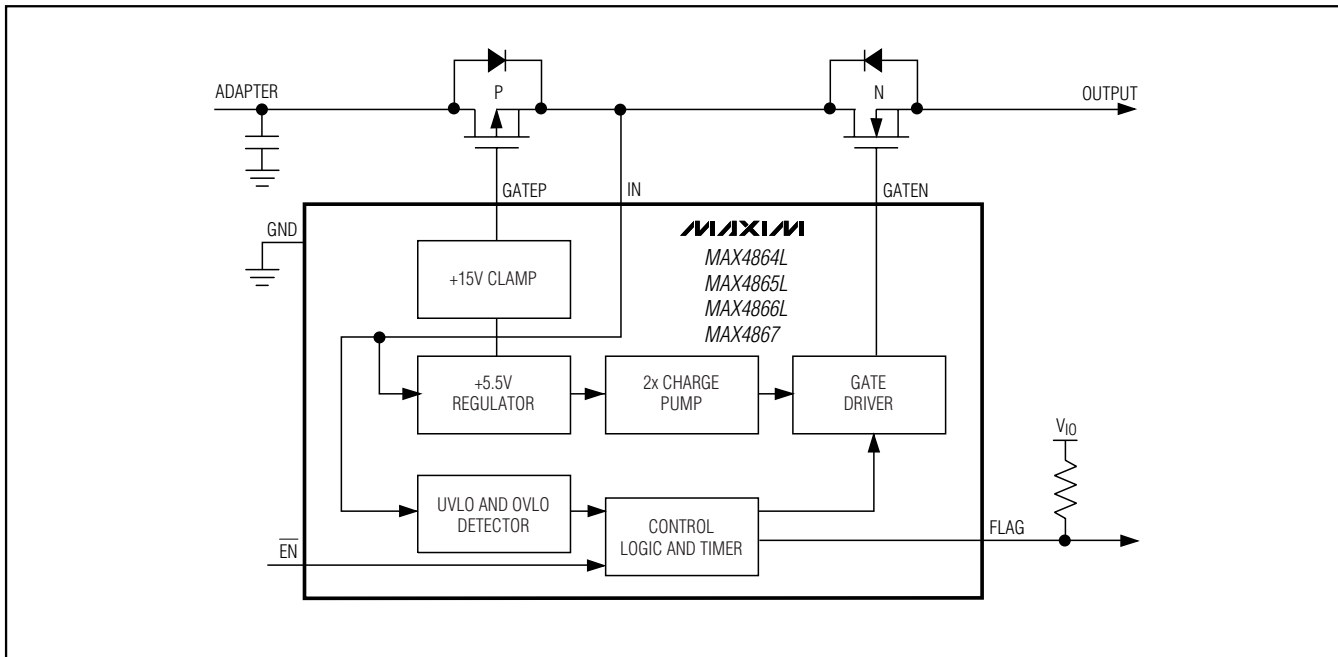 ADAPTER
P
N
OUTPUT
GATEP
IN
GATEN
GND
MAXIM
MAX4864L
MAX4865L
MAX4866L
MAX4867
+15V CLAMP
+5.5V
REGULATOR
2x CHARGE
PUMP
GATE
DRIVER
VIO
UVLO AND OVLO
DETECTOR
CONTROL
LOGIC AND TIMER
FLAG
EN